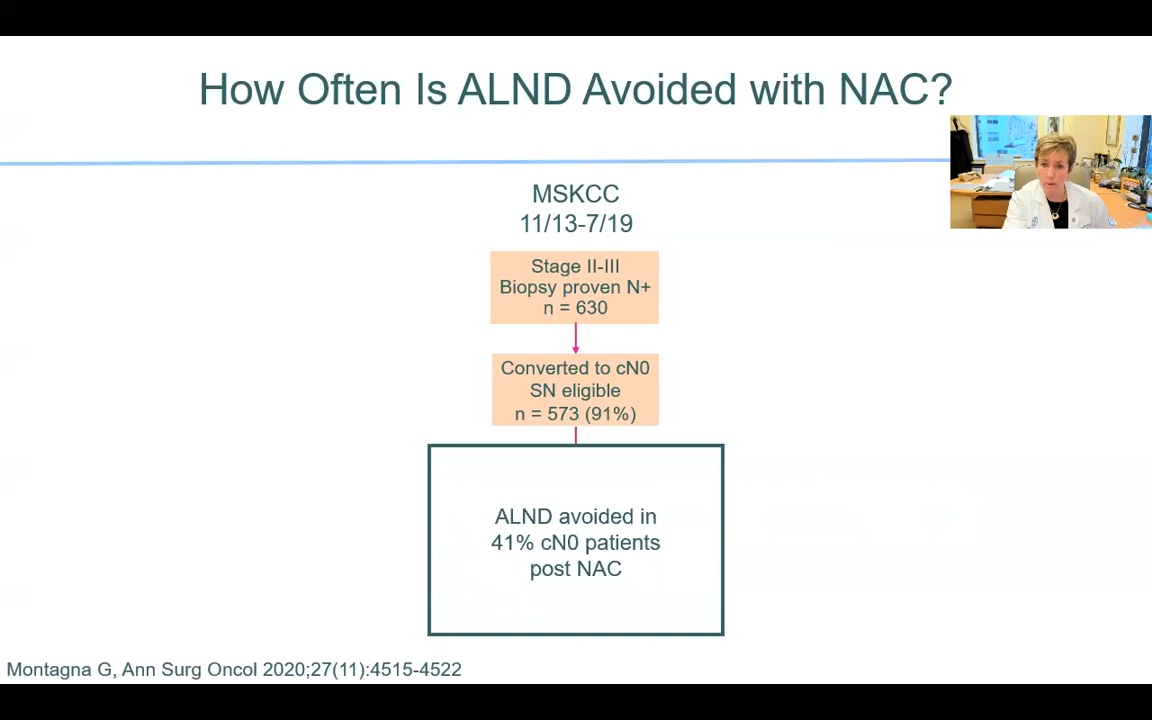 How Often Is ALND Avoided with NAC?
MSKCC
11/13-7/19
Stage II-III
Biopsy proven N+
n = 630
Converted to cN0
SN eligible
n = 573 (91%)
ALND avoided in
41% cN0 patients
post NAC
Montagna G, Ann Surg Oncol 2020;27(11):4515-4522